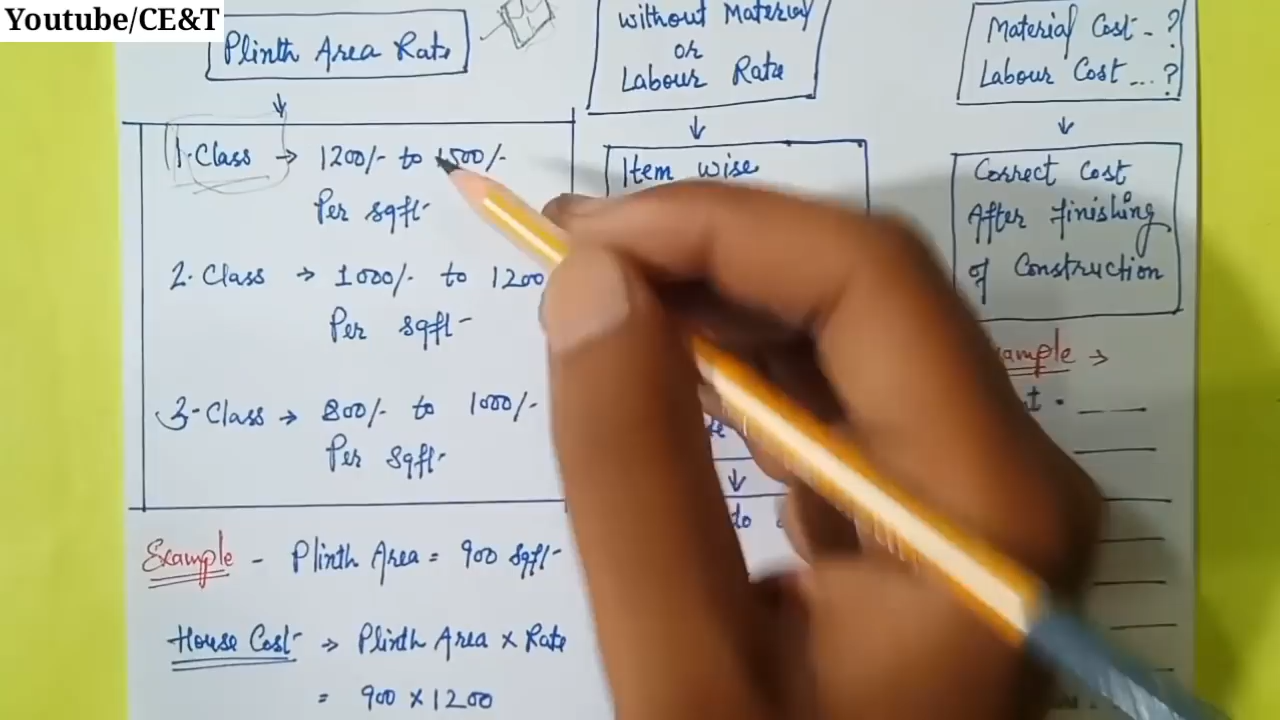 Youtube/CE&T
Plinth Area Rate
1. Class → 1200/- to 1500/-
Per sqft
2. Class → 1000/- to 1200
Per sqft
3- Class → 800/- to 1000/-
Per sqft
Example - Plinth Area = 900 sqft
House Cost → Plinth Area × Rate
= 900 × 1200
without Material
or
Labour Rate
Item wise
to
Material Cost - ?
Labour Cost ... ?
Correct Cost
After finishing
of Construction